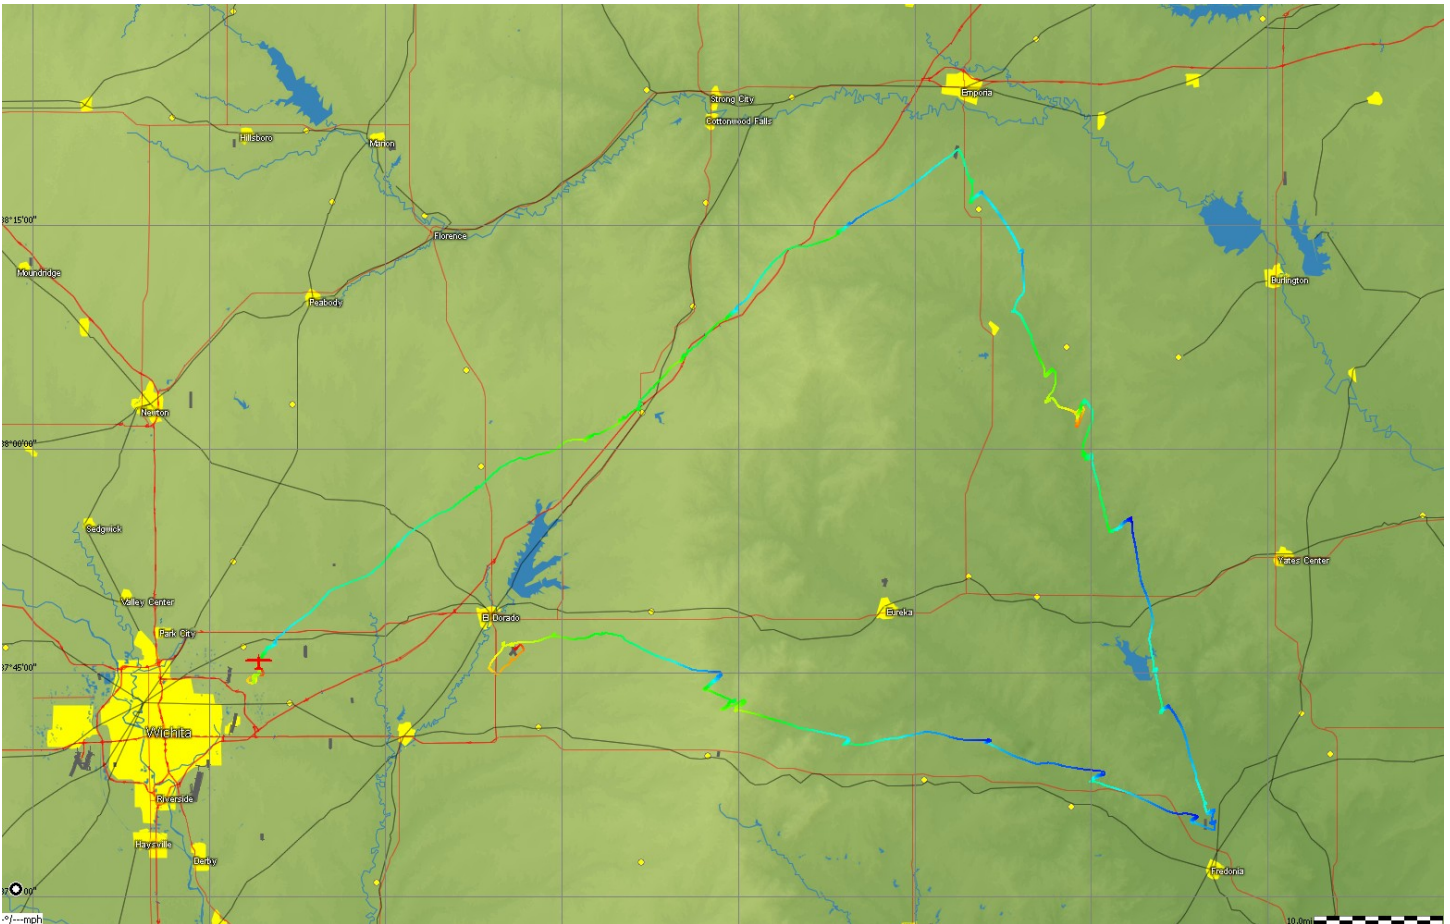 Strong City
Emporia
Cottonwood Falls
Hillsboro
Marion
38°15'00"
Florence
Moundridge
Burlington
Peabody
Newton
38°00'00"
Sedgwick
Yates Center
Valley Center
Eureka
El Dorado
Park City
37°45'00"
Wichita
Riverside
Haysville
Derby
Fredonia
-°/---mph
10.0mi